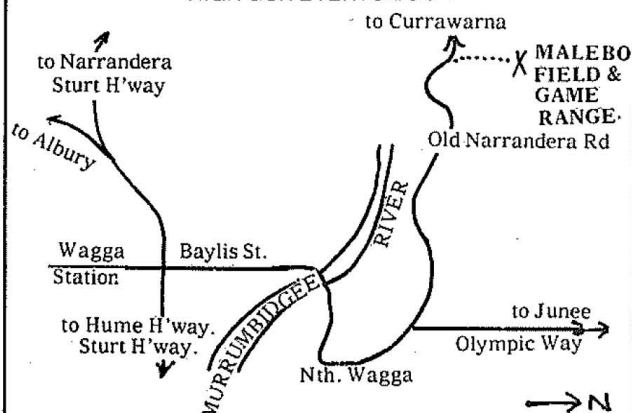 to Currawarna
to Narrandera
Sturt H'way
X MALEBO
FIELD &
GAME
RANGE.
to Albury
Old Narrandera Rd
RIVER
Wagga
Station
Baylis St.
MURRUMBIDGEE
to Hume H'way.
Sturt H'way.
to Junee
Olympic Way
Nth. Wagga
N